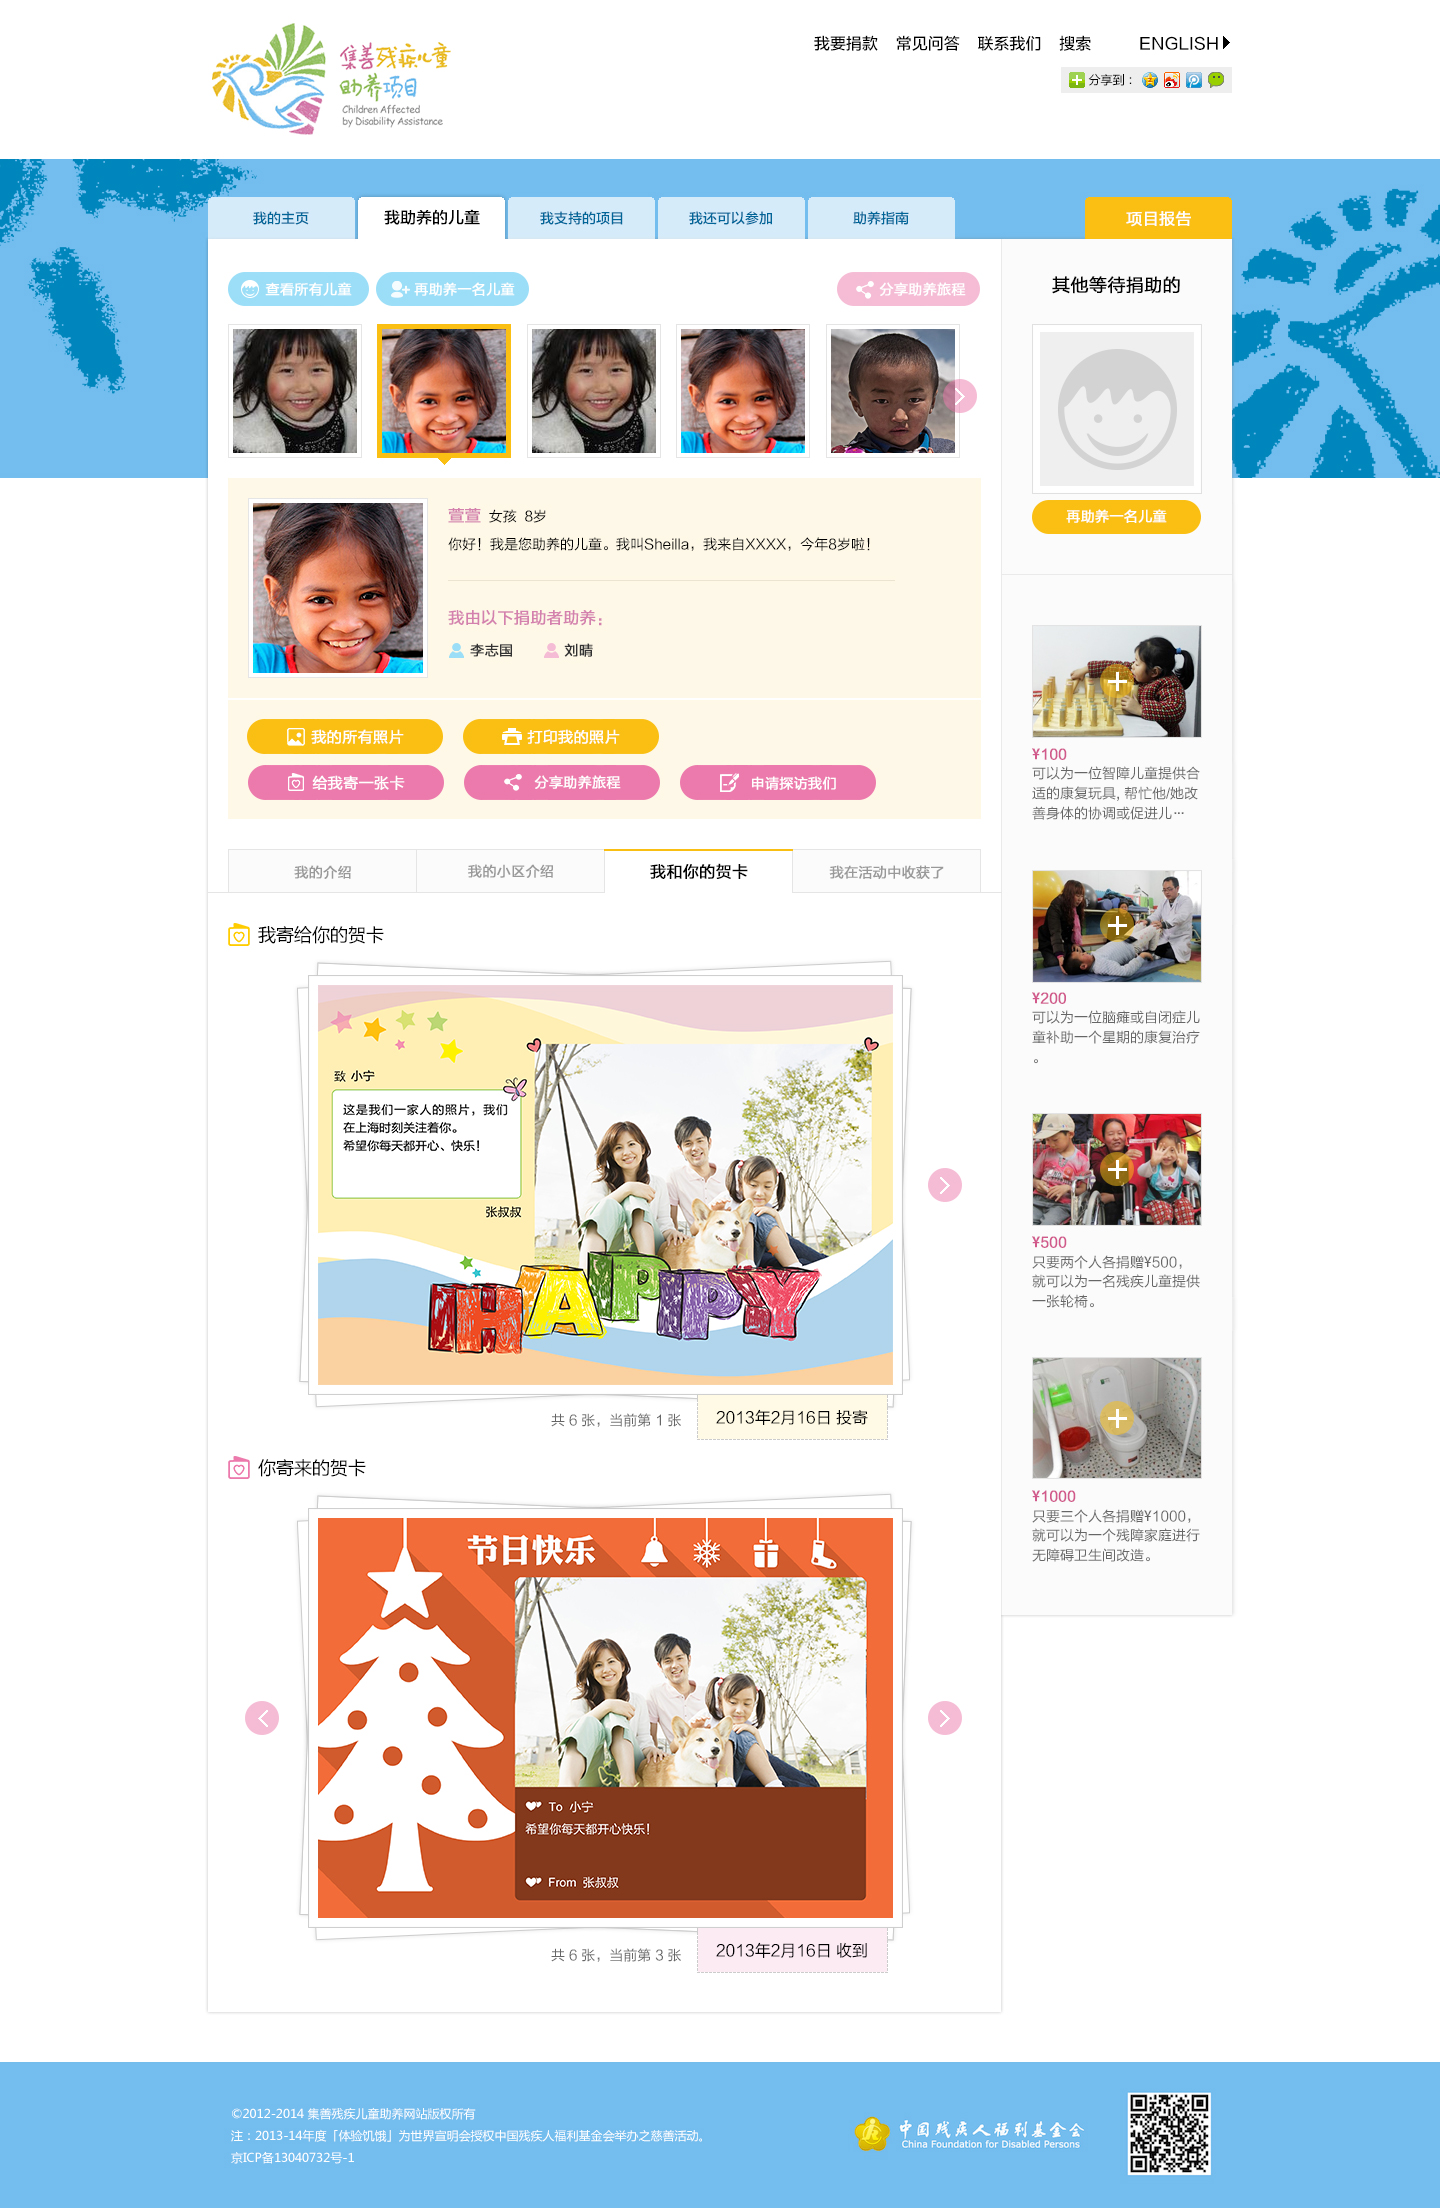 集善残疾儿童
助养项目
Children Affected
by Disability Assistance
我要捐款 常见问答 联系我们 搜索 ENGLISH
分享到：
我的主页 我助养的儿童 我支持的项目 我还可以参加 助养指南 项目报告
查看所有儿童 再助养一名儿童 分享助养旅程
其他等待捐助的
再助养一名儿童
萱萱 女孩 8岁
你好！我是您助养的儿童。我叫Sheilla，我来自XXXX，今年8岁啦！
我由以下捐助者助养：
李志国 刘晴
我的所有照片 打印我的照片
给我寄一张卡 分享助养旅程 申请探访我们
¥100
可以为一位智障儿童提供合
适的康复玩具, 帮忙他/她改
善身体的协调或促进儿…
我的介绍 我的小区介绍 我和你的贺卡 我在活动中收获了
我寄给你的贺卡
致 小宁
这是我们一家人的照片，我们
在上海时刻关注着你。
希望你每天都开心、快乐！
张叔叔
HAPPY
共 6 张，当前第 1 张
2013年2月16日 投寄
¥200
可以为一位脑瘫或自闭症儿
童补助一个星期的康复治疗
。
¥500
只要两个人各捐赠¥500，
就可以为一名残疾儿童提供
一张轮椅。
¥1000
只要三个人各捐赠¥1000，
就可以为一个残障家庭进行
无障碍卫生间改造。
你寄来的贺卡
节日快乐
To 小宁
希望你每天都开心快乐！
From 张叔叔
共 6 张，当前第 3 张
2013年2月16日 收到
©2012-2014 集善残疾儿童助养网站版权所有
注：2013-14年度「体验饥饿」为世界宣明会授权中国残疾人福利基金会举办之慈善活动。
京ICP备13040732号-1
中国残疾人福利基金会
China Foundation for Disabled Persons